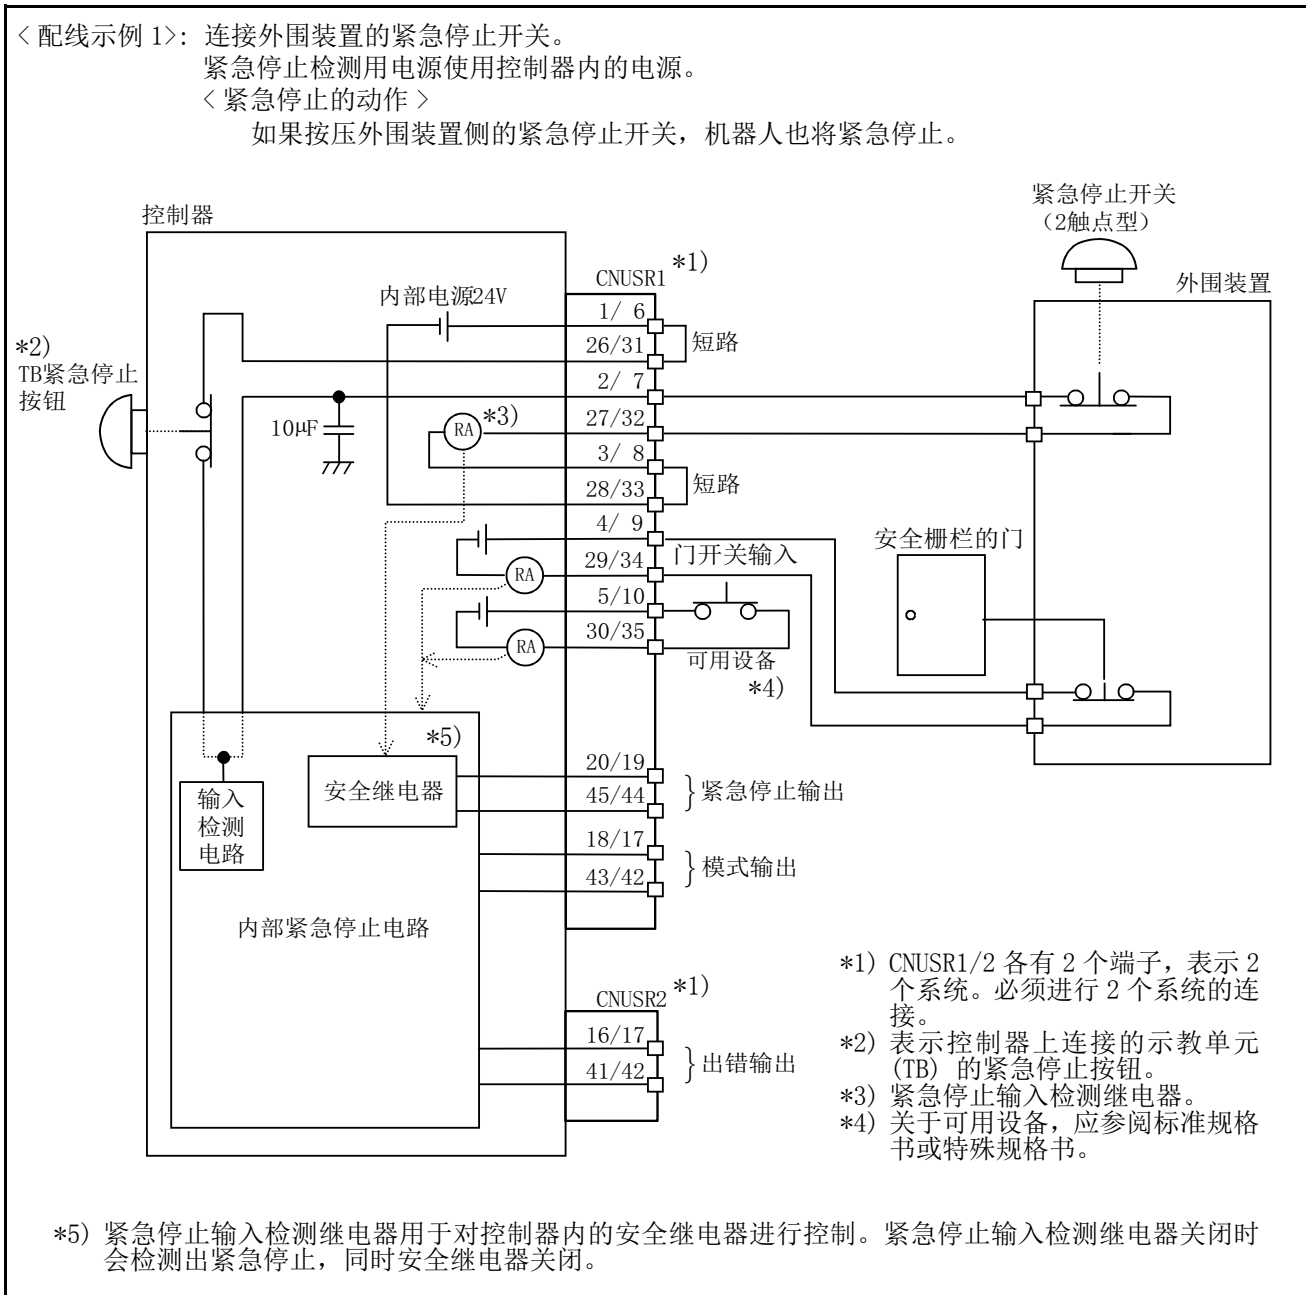 <配线示例 1>: 连接外围装置的紧急停止开关。
紧急停止检测用电源使用控制器内的电源。
<紧急停止的动作>
如果按压外围装置侧的紧急停止开关，机器人也将紧急停止。
紧急停止开关
（2触点型）
控制器
CNUSR1
*1)
外围装置
内部电源24V
1/ 6
短路
26/31
*2)
TB紧急停止
按钮
2/ 7
10μF
RA
*3)
27/32
3/ 8
短路
28/33
4/ 9
安全栅栏的门
门开关输入
29/34
RA
5/10
30/35
RA
可用设备
*4)
*5)
安全继电器
20/19
45/44
}紧急停止输出
输入
检测
电路
18/17
43/42
}模式输出
内部紧急停止电路
CNUSR2
*1)
16/17
41/42
}出错输出
*1) CNUSR1/2 各有 2 个端子，表示 2
个系统。必须进行 2 个系统的连
接。
*2) 表示控制器上连接的示教单元
(TB) 的紧急停止按钮。
*3) 紧急停止输入检测继电器。
*4) 关于可用设备，应参阅标准规格
书或特殊规格书。
*5) 紧急停止输入检测继电器用于对控制器内的安全继电器进行控制。紧急停止输入检测继电器关闭时
会检测出紧急停止，同时安全继电器关闭。